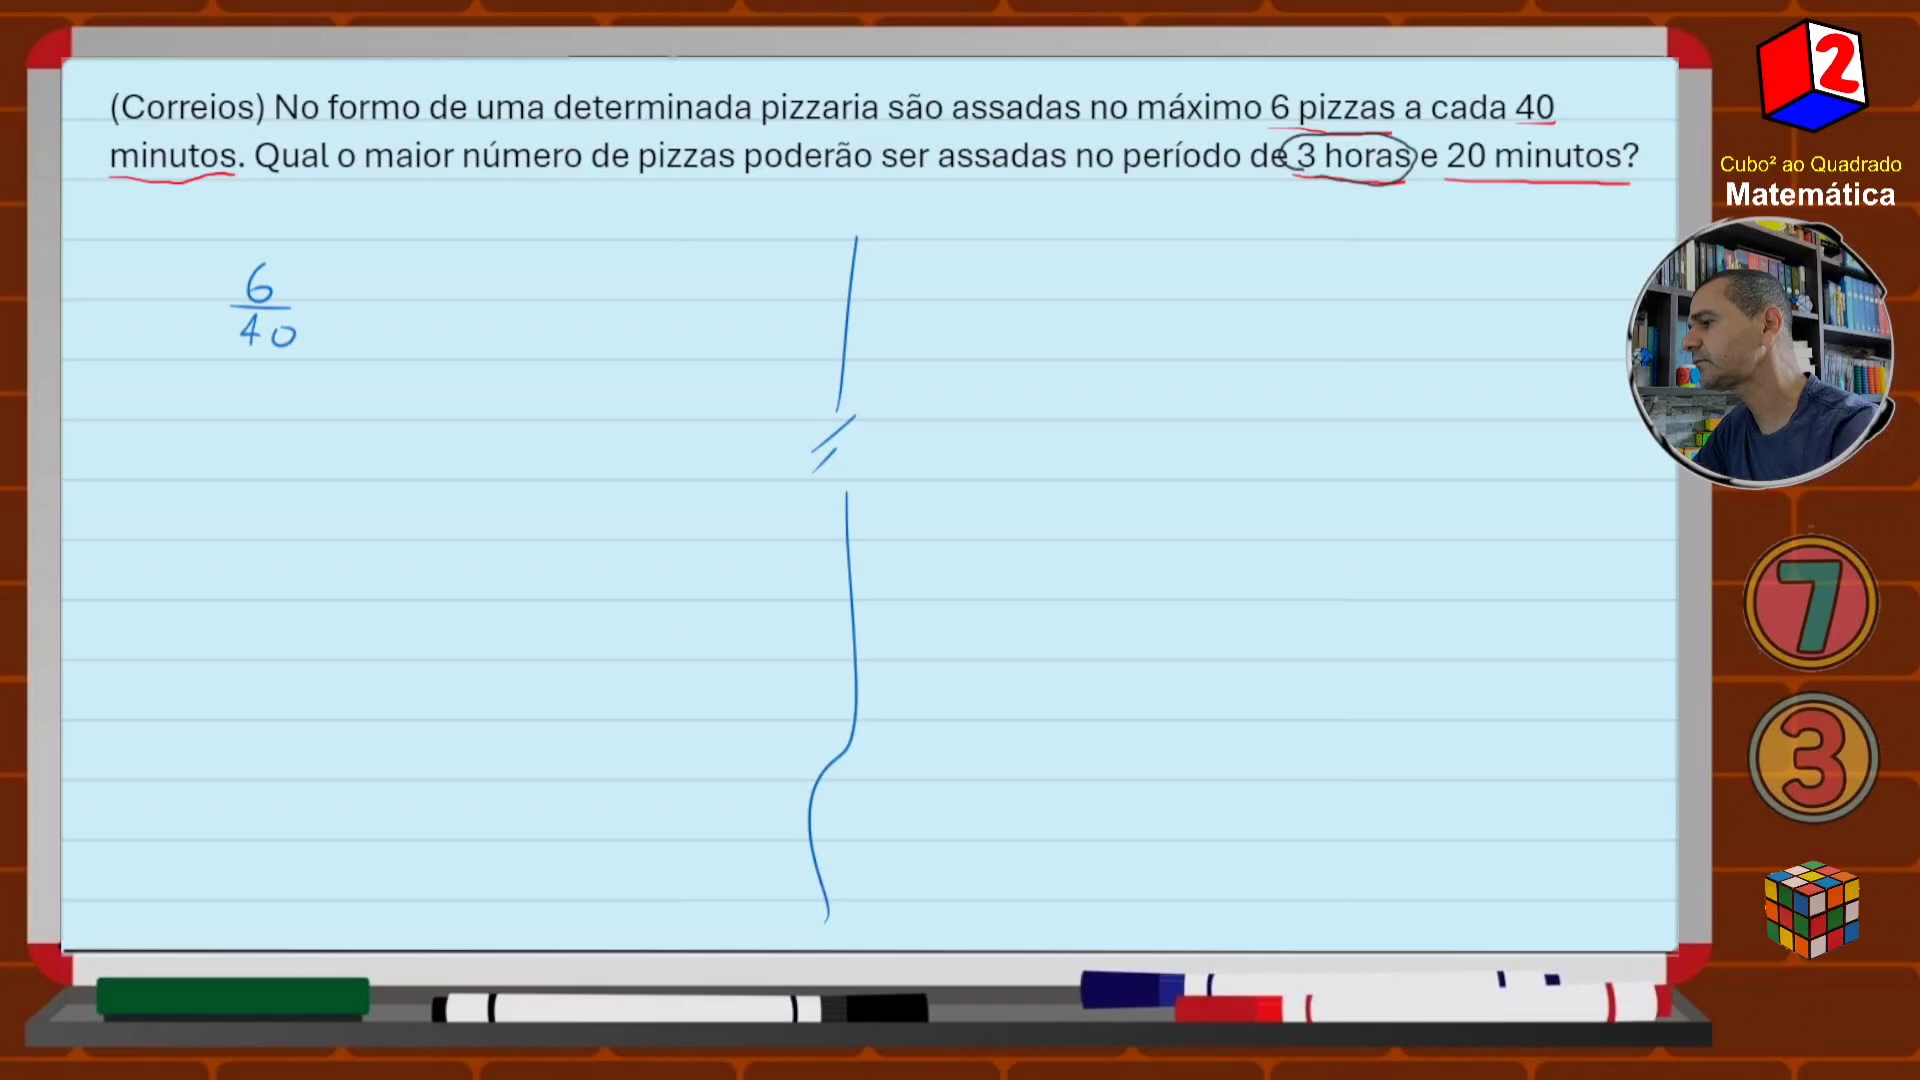 (Correios) No formo de uma determinada pizzaria são assadas no máximo 6 pizzas a cada 40
minutos. Qual o maior número de pizzas poderão ser assadas no período de 3 horas e 20 minutos?
6
40
2
Cubo² ao Quadrado
Matemática
7
3